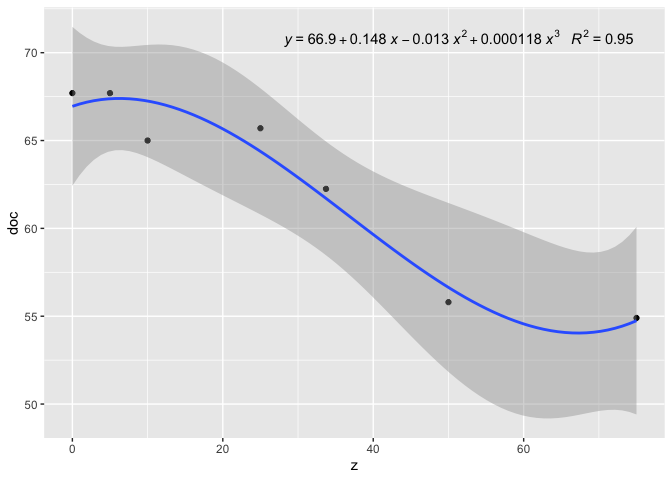 y = 66.9 + 0.148 x − 0.013 x² + 0.000118 x³ R² = 0.95
70
65
60
55
50
doc
0 20 40 60
z